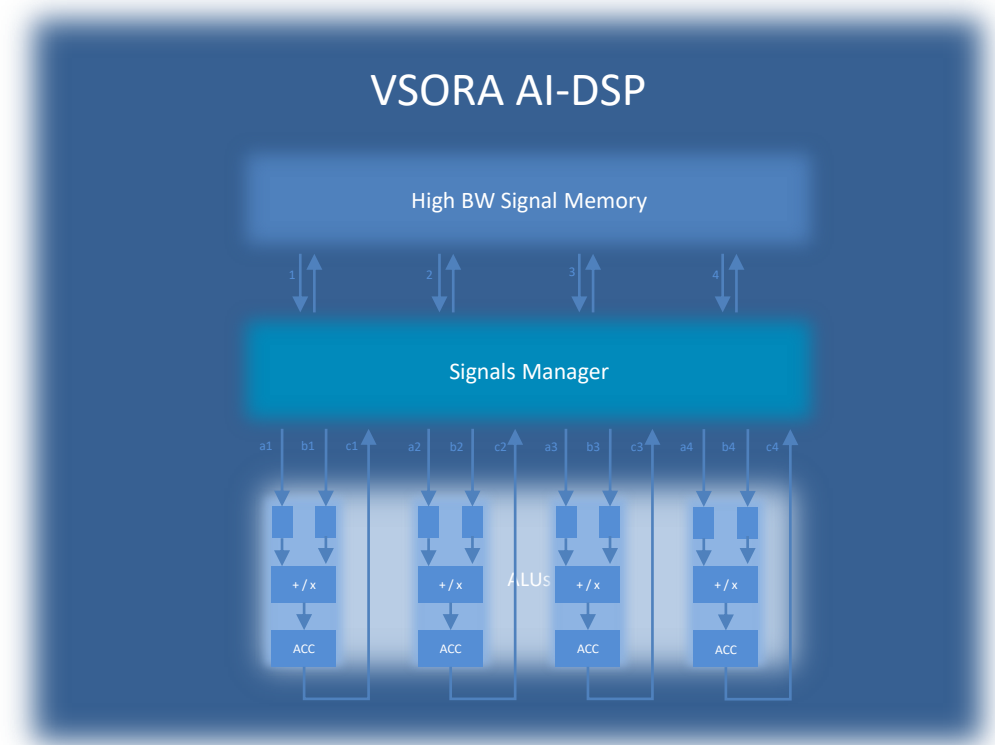 VSORA AI-DSP
High BW Signal Memory
1 2 3 4
Signals Manager
a1 b1 c1 a2 b2 c2 a3 b3 c3 a4 b4 c4
ALUs
+ / x + / x + / x + / x
ACC ACC ACC ACC